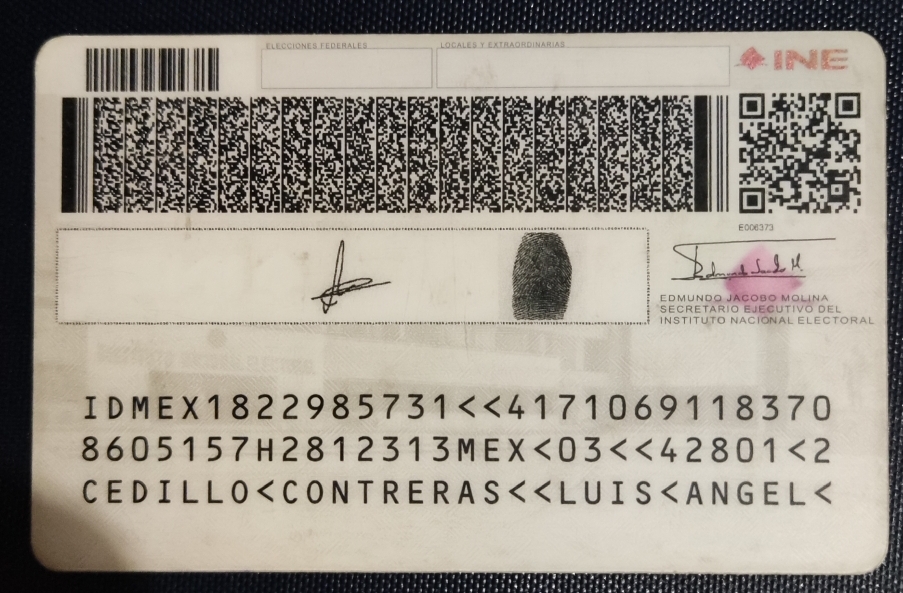 ELECCIONES FEDERALES
LOCALES Y EXTRAORDINARIAS
INE
E006373
EDMUNDO JACOBO MOLINA
SECRETARIO EJECUTIVO DEL
INSTITUTO NACIONAL ELECTORAL
IDMEX1822985731<<4171069118370
8605157H2812313MEX<03<<42801<2
CEDILLO<CONTRERAS<<LUIS<ANGEL<